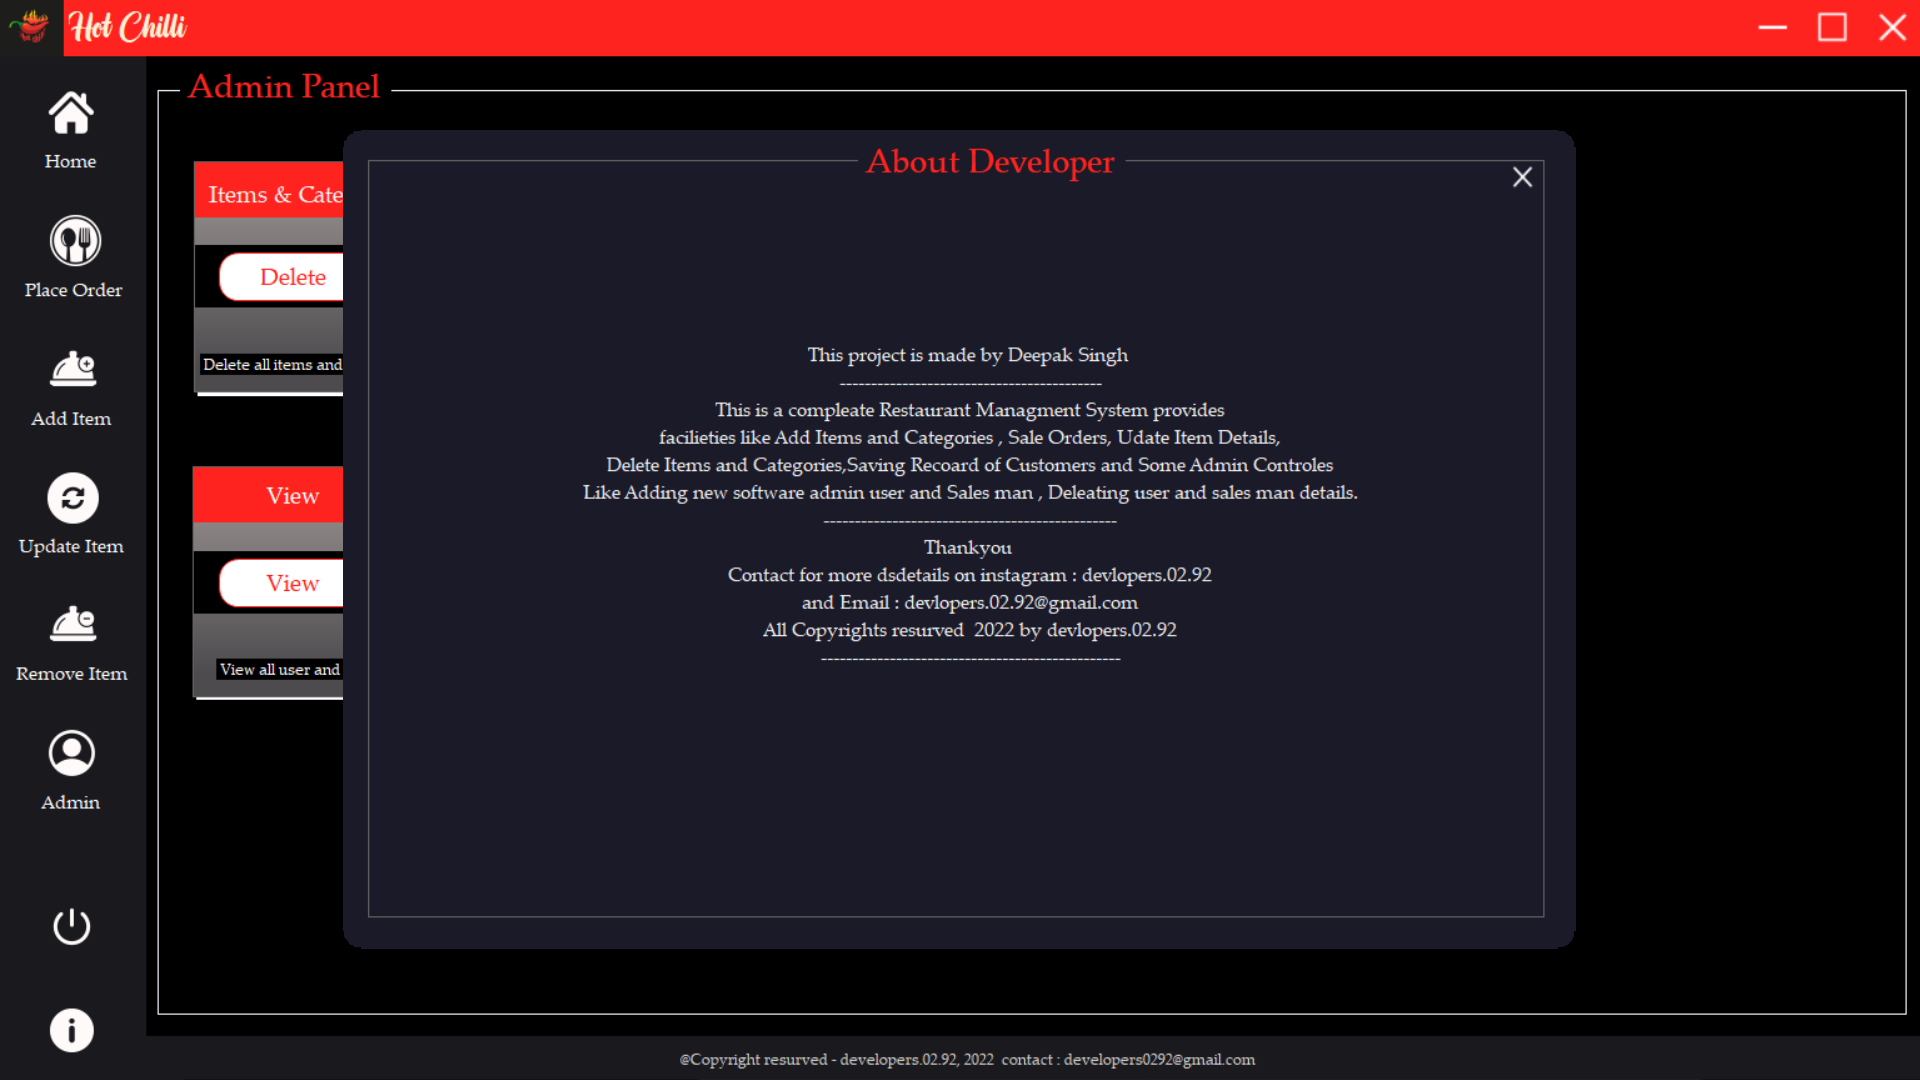 Hot Chilli
Admin Panel
Home
Place Order
Add Item
Update Item
Remove Item
Admin
Items & Cate
Delete
Delete all items and
View
View
View all user and
About Developer
This project is made by Deepak Singh
------------------------------------------
This is a compleate Restaurant Managment System provides
facilieties like Add Items and Categories , Sale Orders, Udate Item Details,
Delete Items and Categories,Saving Recoard of Customers and Some Admin Controles
Like Adding new software admin user and Sales man , Deleating user and sales man details.
-----------------------------------------------
Thankyou
Contact for more dsdetails on instagram : devlopers.02.92
and Email : devlopers.02.92@gmail.com
All Copyrights resurved  2022 by devlopers.02.92
------------------------------------------------
@Copyright resurved - developers.02.92, 2022  contact : developers0292@gmail.com